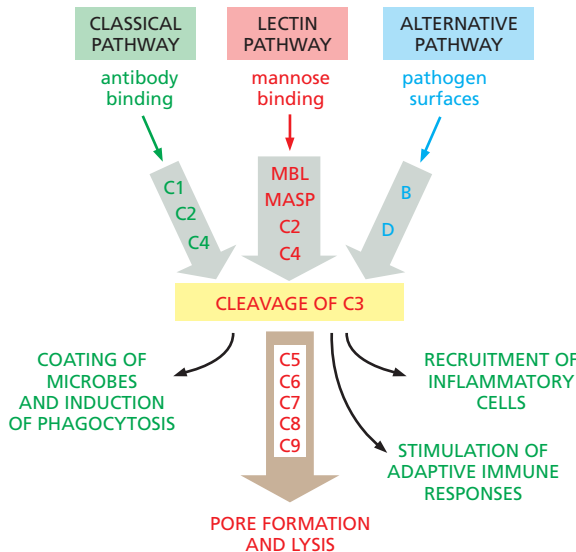 CLASSICAL
PATHWAY
LECTIN
PATHWAY
ALTERNATIVE
PATHWAY
antibody
binding
mannose
binding
pathogen
surfaces
C1
C2
C4
MBL
MASP
C2
C4
B
D
CLEAVAGE OF C3
COATING OF
MICROBES
AND INDUCTION
OF PHAGOCYTOSIS
C5
C6
C7
C8
C9
RECRUITMENT OF
INFLAMMATORY
CELLS
STIMULATION OF
ADAPTIVE IMMUNE
RESPONSES
PORE FORMATION
AND LYSIS